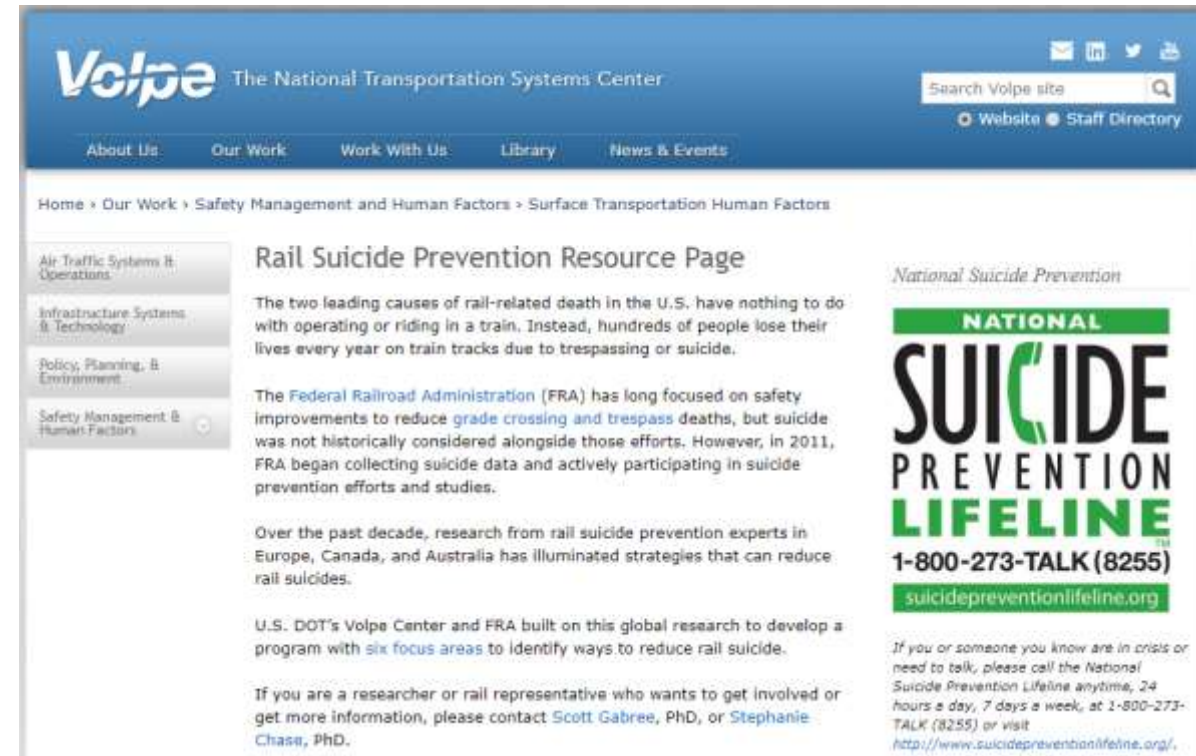 Volpe The National Transportation Systems Center
Search Volpe site
Website Staff Directory
About Us Our Work Work With Us Library News & Events
Home › Our Work › Safety Management and Human Factors › Surface Transportation Human Factors
Air Traffic Systems &
Operations
Infrastructure Systems
& Technology
Policy, Planning, &
Environment
Safety Management &
Human Factors
Rail Suicide Prevention Resource Page
The two leading causes of rail-related death in the U.S. have nothing to do
with operating or riding in a train. Instead, hundreds of people lose their
lives every year on train tracks due to trespassing or suicide.
The Federal Railroad Administration (FRA) has long focused on safety
improvements to reduce grade crossing and trespass deaths, but suicide
was not historically considered alongside those efforts. However, in 2011,
FRA began collecting suicide data and actively participating in suicide
prevention efforts and studies.
Over the past decade, research from rail suicide prevention experts in
Europe, Canada, and Australia has illuminated strategies that can reduce
rail suicides.
U.S. DOT's Volpe Center and FRA built on this global research to develop a
program with six focus areas to identify ways to reduce rail suicide.
If you are a researcher or rail representative who wants to get involved or
get more information, please contact Scott Gabree, PhD, or Stephanie
Chase, PhD.
National Suicide Prevention
NATIONAL
SUICIDE
PREVENTION
LIFELINE™
1-800-273-TALK (8255)
suicidepreventionlifeline.org
If you or someone you know are in crisis or
need to talk, please call the National
Suicide Prevention Lifeline anytime, 24
hours a day, 7 days a week, at 1-800-273-
TALK (8255) or visit
http://www.suicidepreventionlifeline.org/.